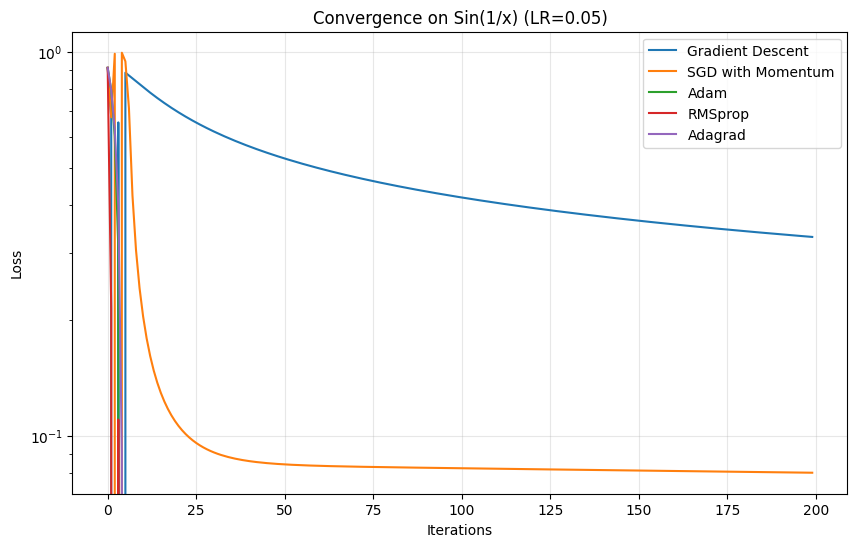 Convergence on Sin(1/x) (LR=0.05)
Gradient Descent
SGD with Momentum
Adam
RMSprop
Adagrad
Loss
10⁰
10⁻¹
0 25 50 75 100 125 150 175 200
Iterations